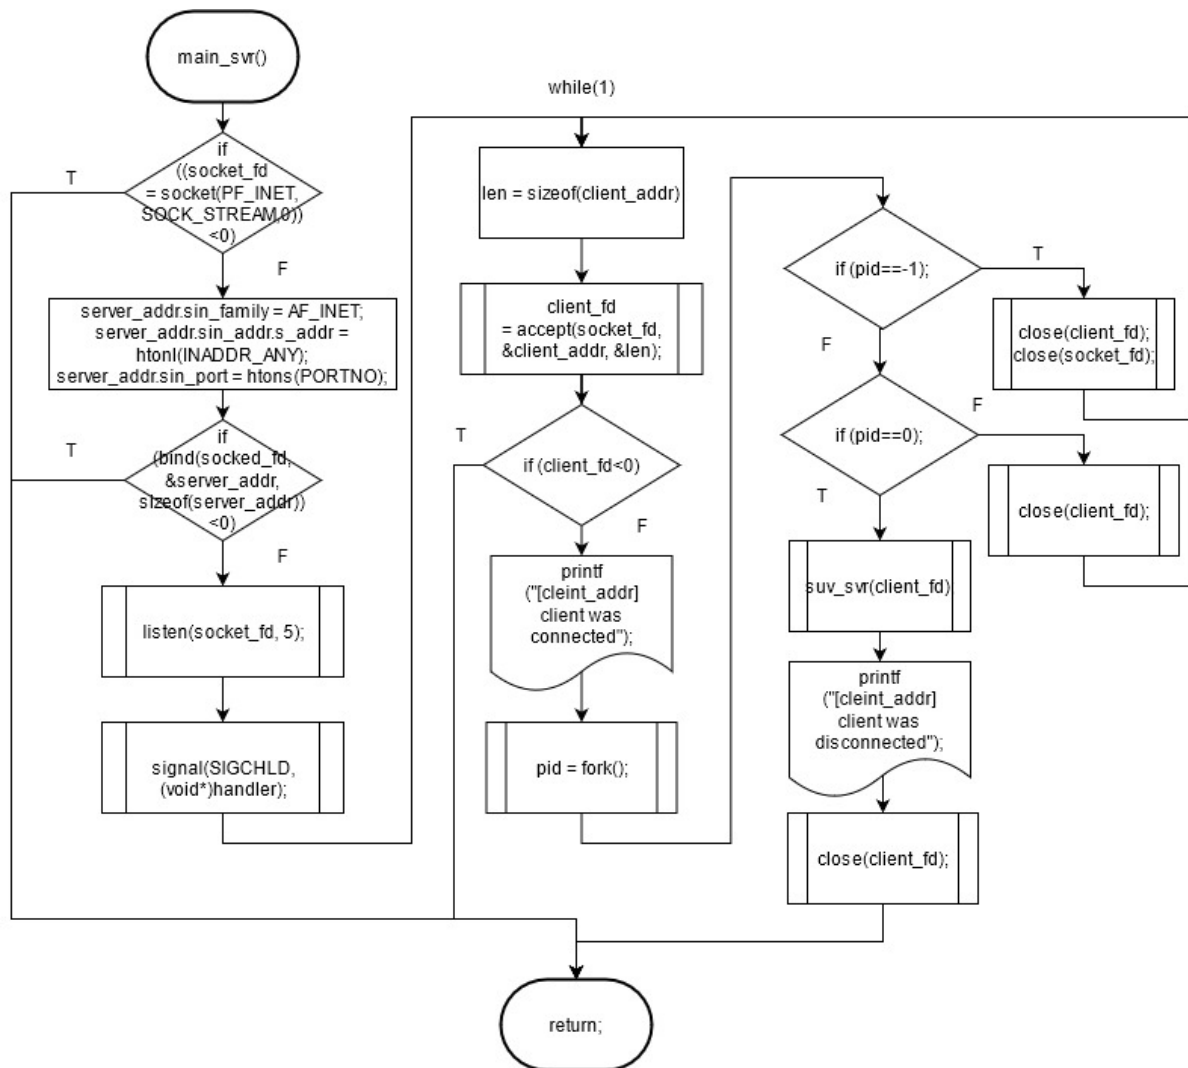 main_svr()
T
if
((socket_fd
= socket(PF_INET,
SOCK_STREAM,0))
<0)
F
server_addr.sin_family = AF_INET;
server_addr.sin_addr.s_addr =
htonl(INADDR_ANY);
server_addr.sin_port = htons(PORTNO);
T
if
(bind(socked_fd,
&server_addr,
sizeof(server_addr))
<0)
F
listen(socket_fd, 5);
signal(SIGCHLD,
(void*)handler);
while(1)
len = sizeof(client_addr)
client_fd
= accept(socket_fd,
&client_addr, &len);
T
if (client_fd<0)
F
printf
("[cleint_addr]
client was
connected");
pid = fork();
if (pid==-1);
T
close(client_fd);
close(socket_fd);
F
if (pid==0);
F
close(client_fd);
T
suv_svr(client_fd)
printf
("[cleint_addr]
client was
disconnected");
close(client_fd);
return;